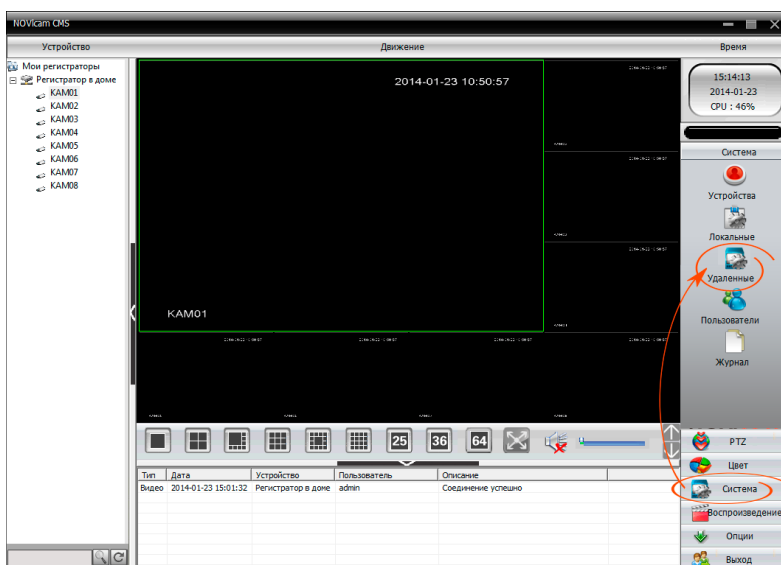 NOVIcam CMS
Устройство
Движение
Время
Мои регистраторы
Регистратор в доме
KAM01
KAM02
KAM03
KAM04
KAM05
KAM06
KAM07
KAM08
2014-01-23 10:50:57
KAM01
15:14:13
2014-01-23
CPU : 46%
Система
Устройства
Локальные
Удаленные
Пользователи
Журнал
25 36 64
PTZ
Цвет
Система
Воспроизведение
Опции
Выход
Тип Дата Устройство Пользователь Описание
Видео 2014-01-23 15:01:32 Регистратор в доме admin Соединение успешно